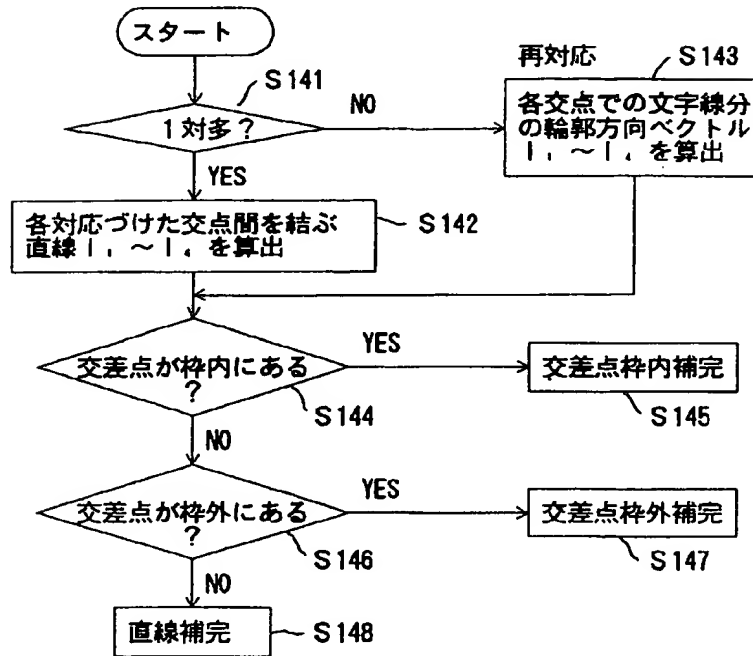 スタート
S141
1対多?
NO
再対応
S143
各交点での文字線分
の輪郭方向ベクトル
l₁～l₄を算出
YES
各対応づけた交点間を結ぶ
直線l₁～l₄を算出
S142
交差点が枠内にある
?
S144
YES
交差点枠内補完
S145
NO
交差点が枠外にある
?
S146
YES
交差点枠外補完
S147
NO
直線補完
S148